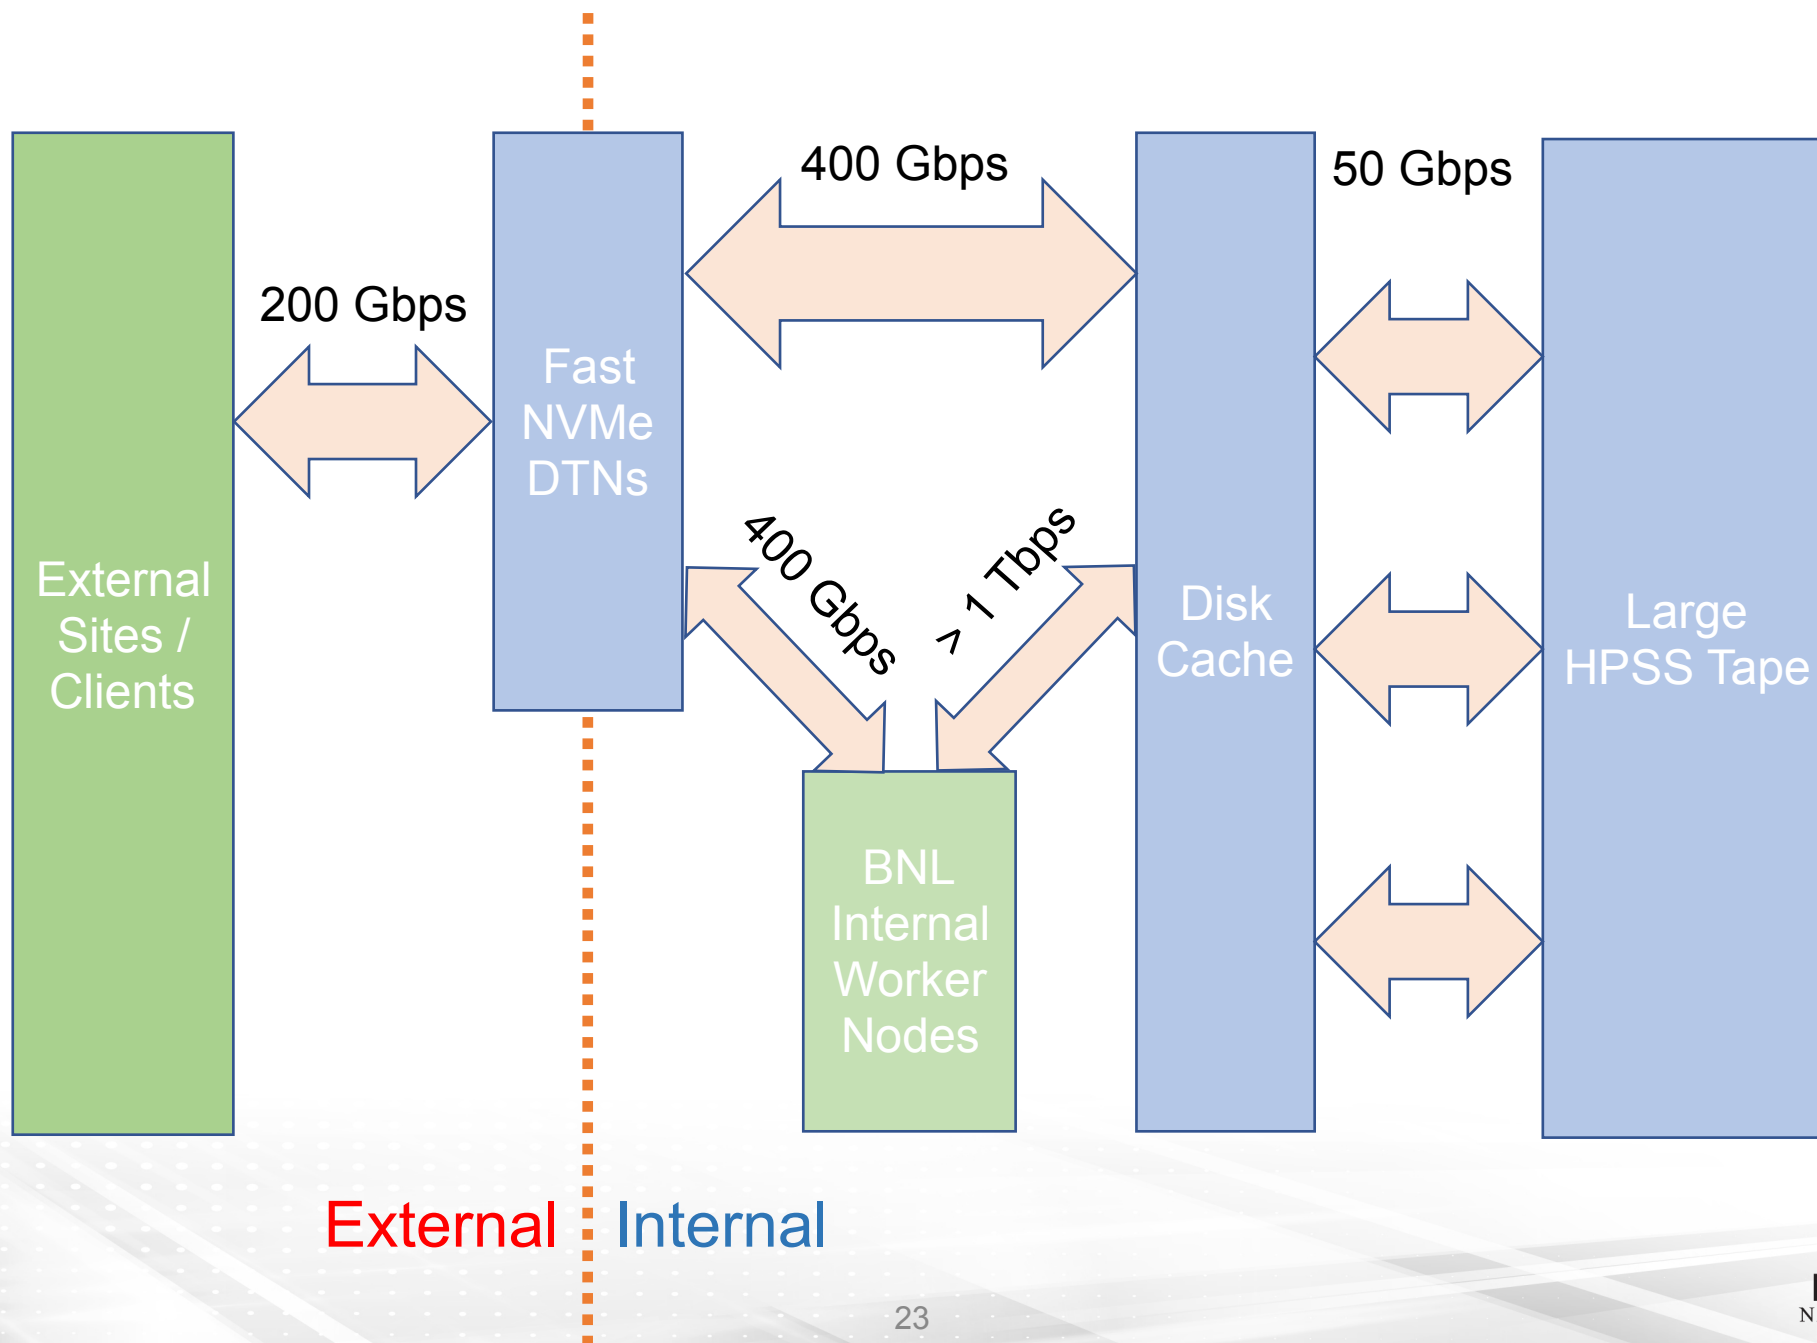 400 Gbps
50 Gbps
200 Gbps
Fast
NVMe
DTNs
400 Gbps
> 1 Tbps
External
Sites /
Clients
Disk
Cache
Large
HPSS Tape
BNL
Internal
Worker
Nodes
External
Internal
23